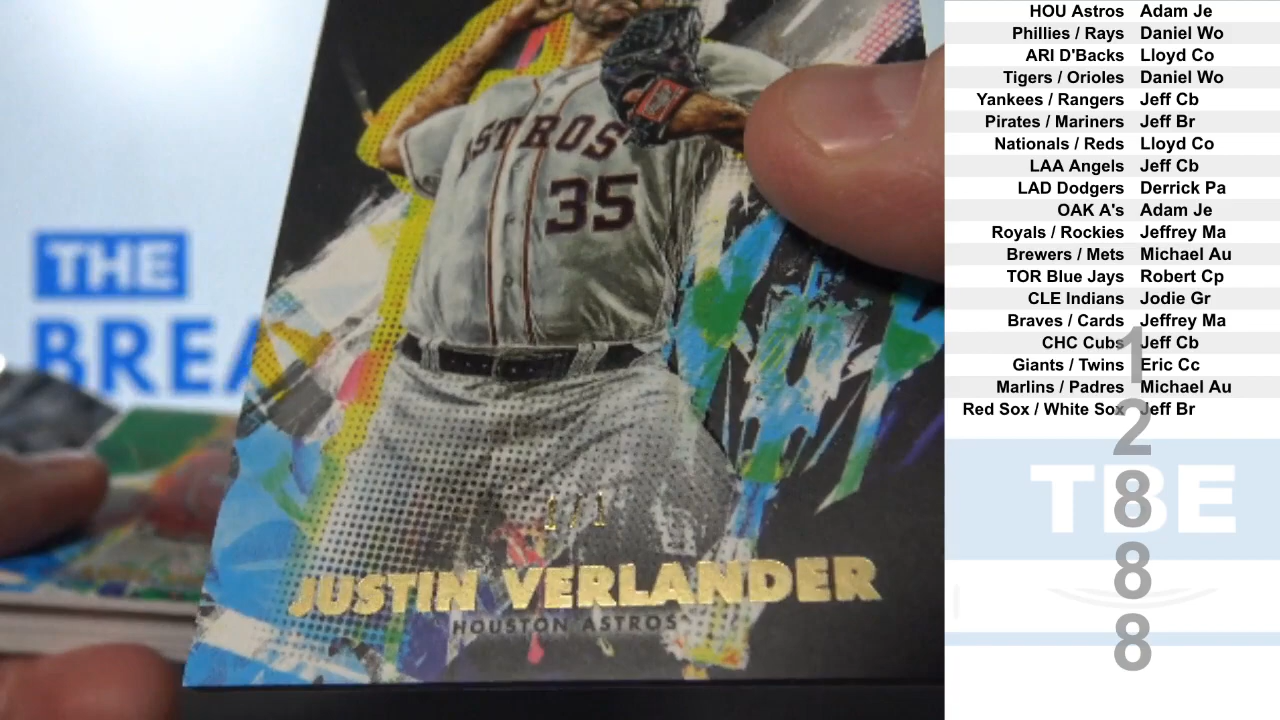 THE
BREA
ASTROS
35
1/1
JUSTIN VERLANDER
HOUSTON ASTROS
HOU Astros Adam Je
Phillies / Rays Daniel Wo
ARI D'Backs Lloyd Co
Tigers / Orioles Daniel Wo
Yankees / Rangers Jeff Cb
Pirates / Mariners Jeff Br
Nationals / Reds Lloyd Co
LAA Angels Jeff Cb
LAD Dodgers Derrick Pa
OAK A's Adam Je
Royals / Rockies Jeffrey Ma
Brewers / Mets Michael Au
TOR Blue Jays Robert Cp
CLE Indians Jodie Gr
Braves / Cards Jeffrey Ma
CHC Cubs Jeff Cb
Giants / Twins Eric Cc
Marlins / Padres Michael Au
Red Sox / White Sox Jeff Br
TBE
1
2
8
8
8